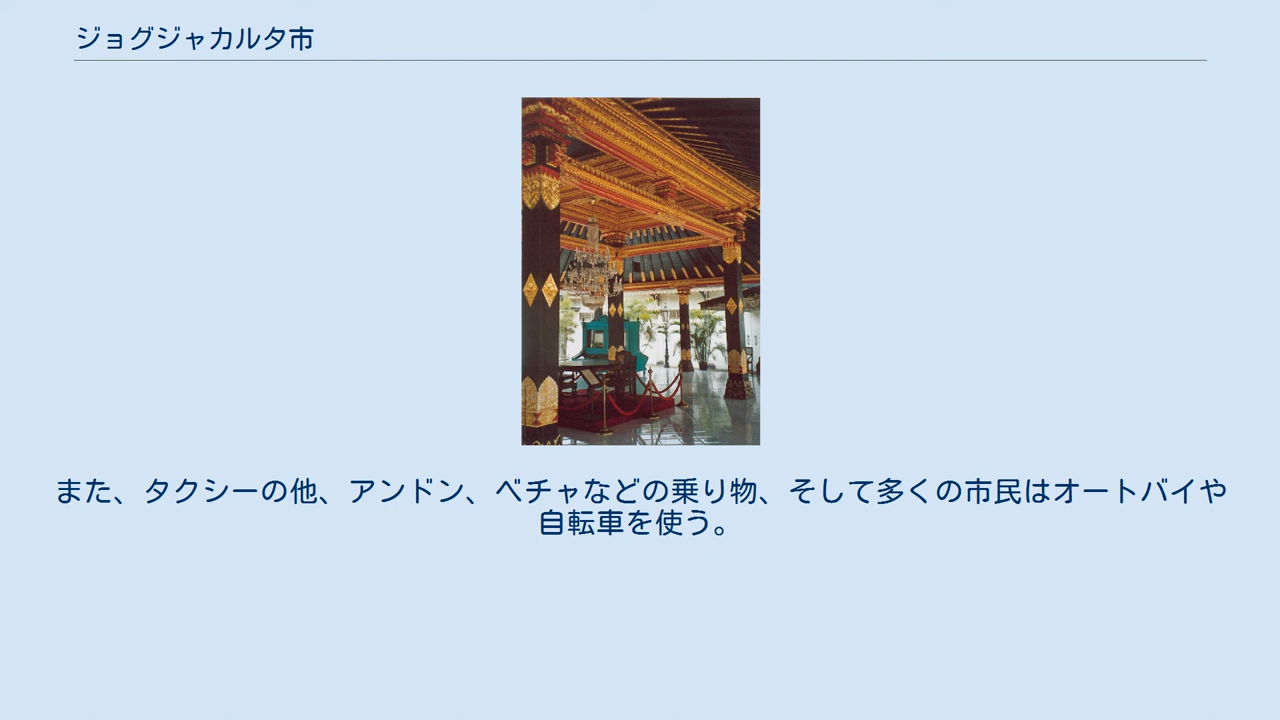 ジョグジャカルタ市
また、タクシーの他、アンドン、ベチャなどの乗り物、そして多くの市民はオートバイや
自転車を使う。